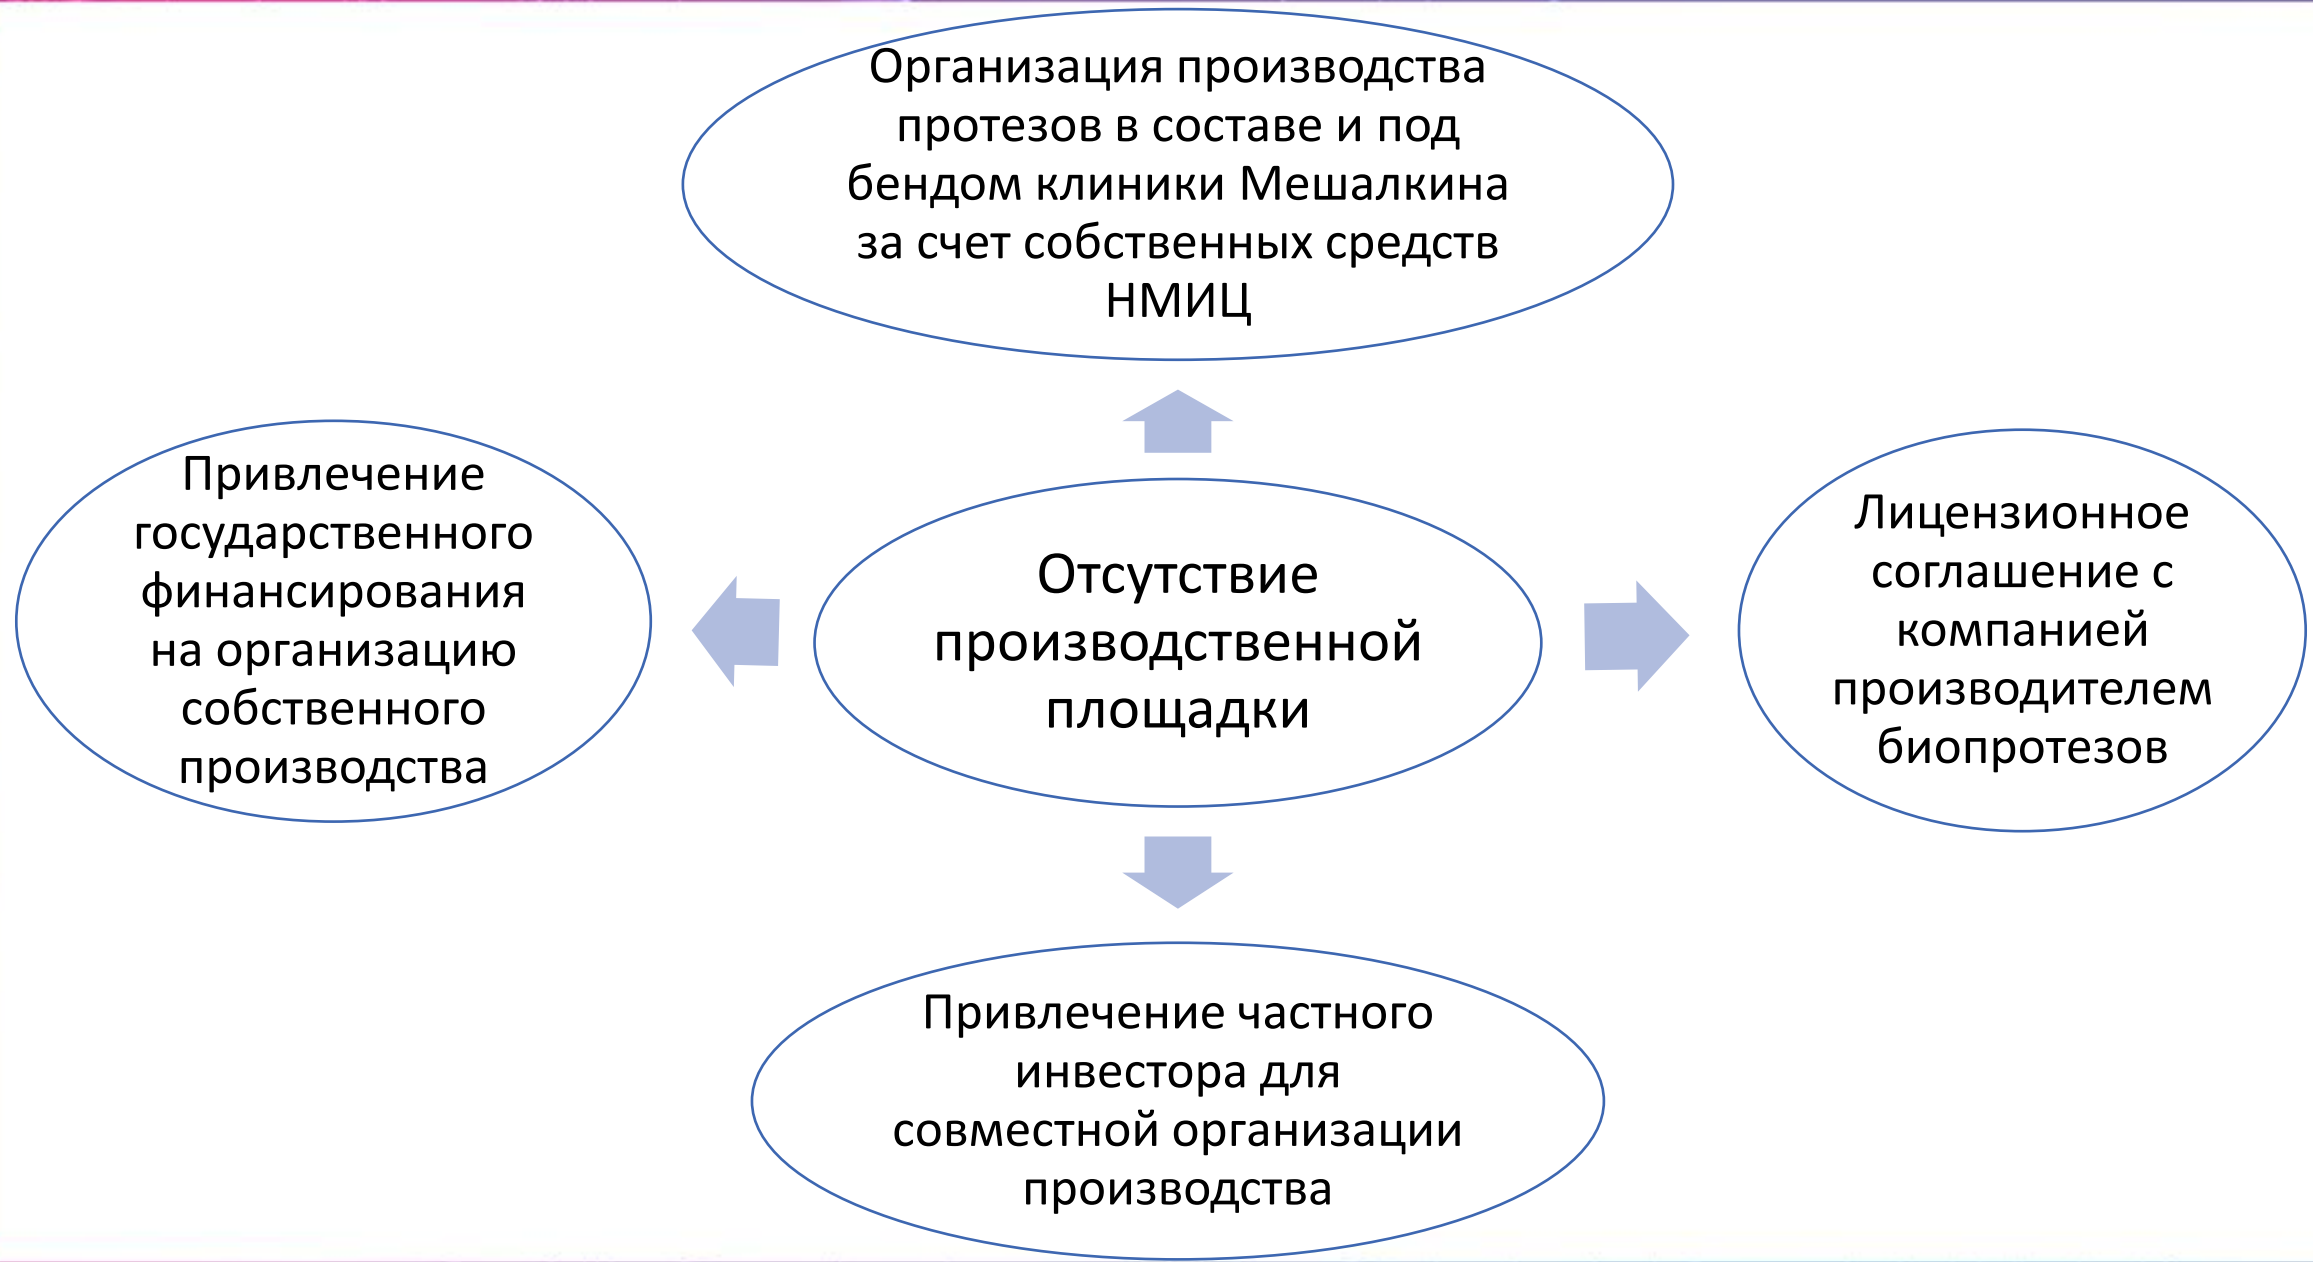 Организация производства
протезов в составе и под
бендом клиники Мешалкина
за счет собственных средств
НМИЦ
Привлечение
государственного
финансирования
на организацию
собственного
производства
Отсутствие
производственной
площадки
Лицензионное
соглашение с
компанией
производителем
биопротезов
Привлечение частного
инвестора для
совместной организации
производства